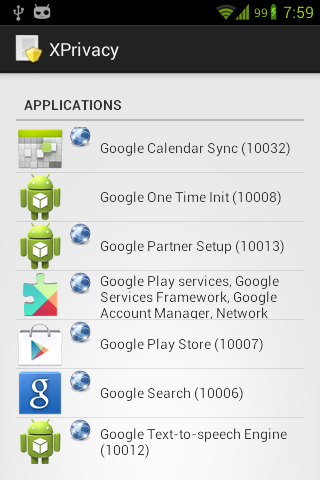 99 7:59
XPrivacy
APPLICATIONS
Google Calendar Sync (10032)
Google One Time Init (10008)
Google Partner Setup (10013)
Google Play services, Google
Services Framework, Google
Account Manager, Network
Google Play Store (10007)
Google Search (10006)
g
Google Text-to-speech Engine
(10012)